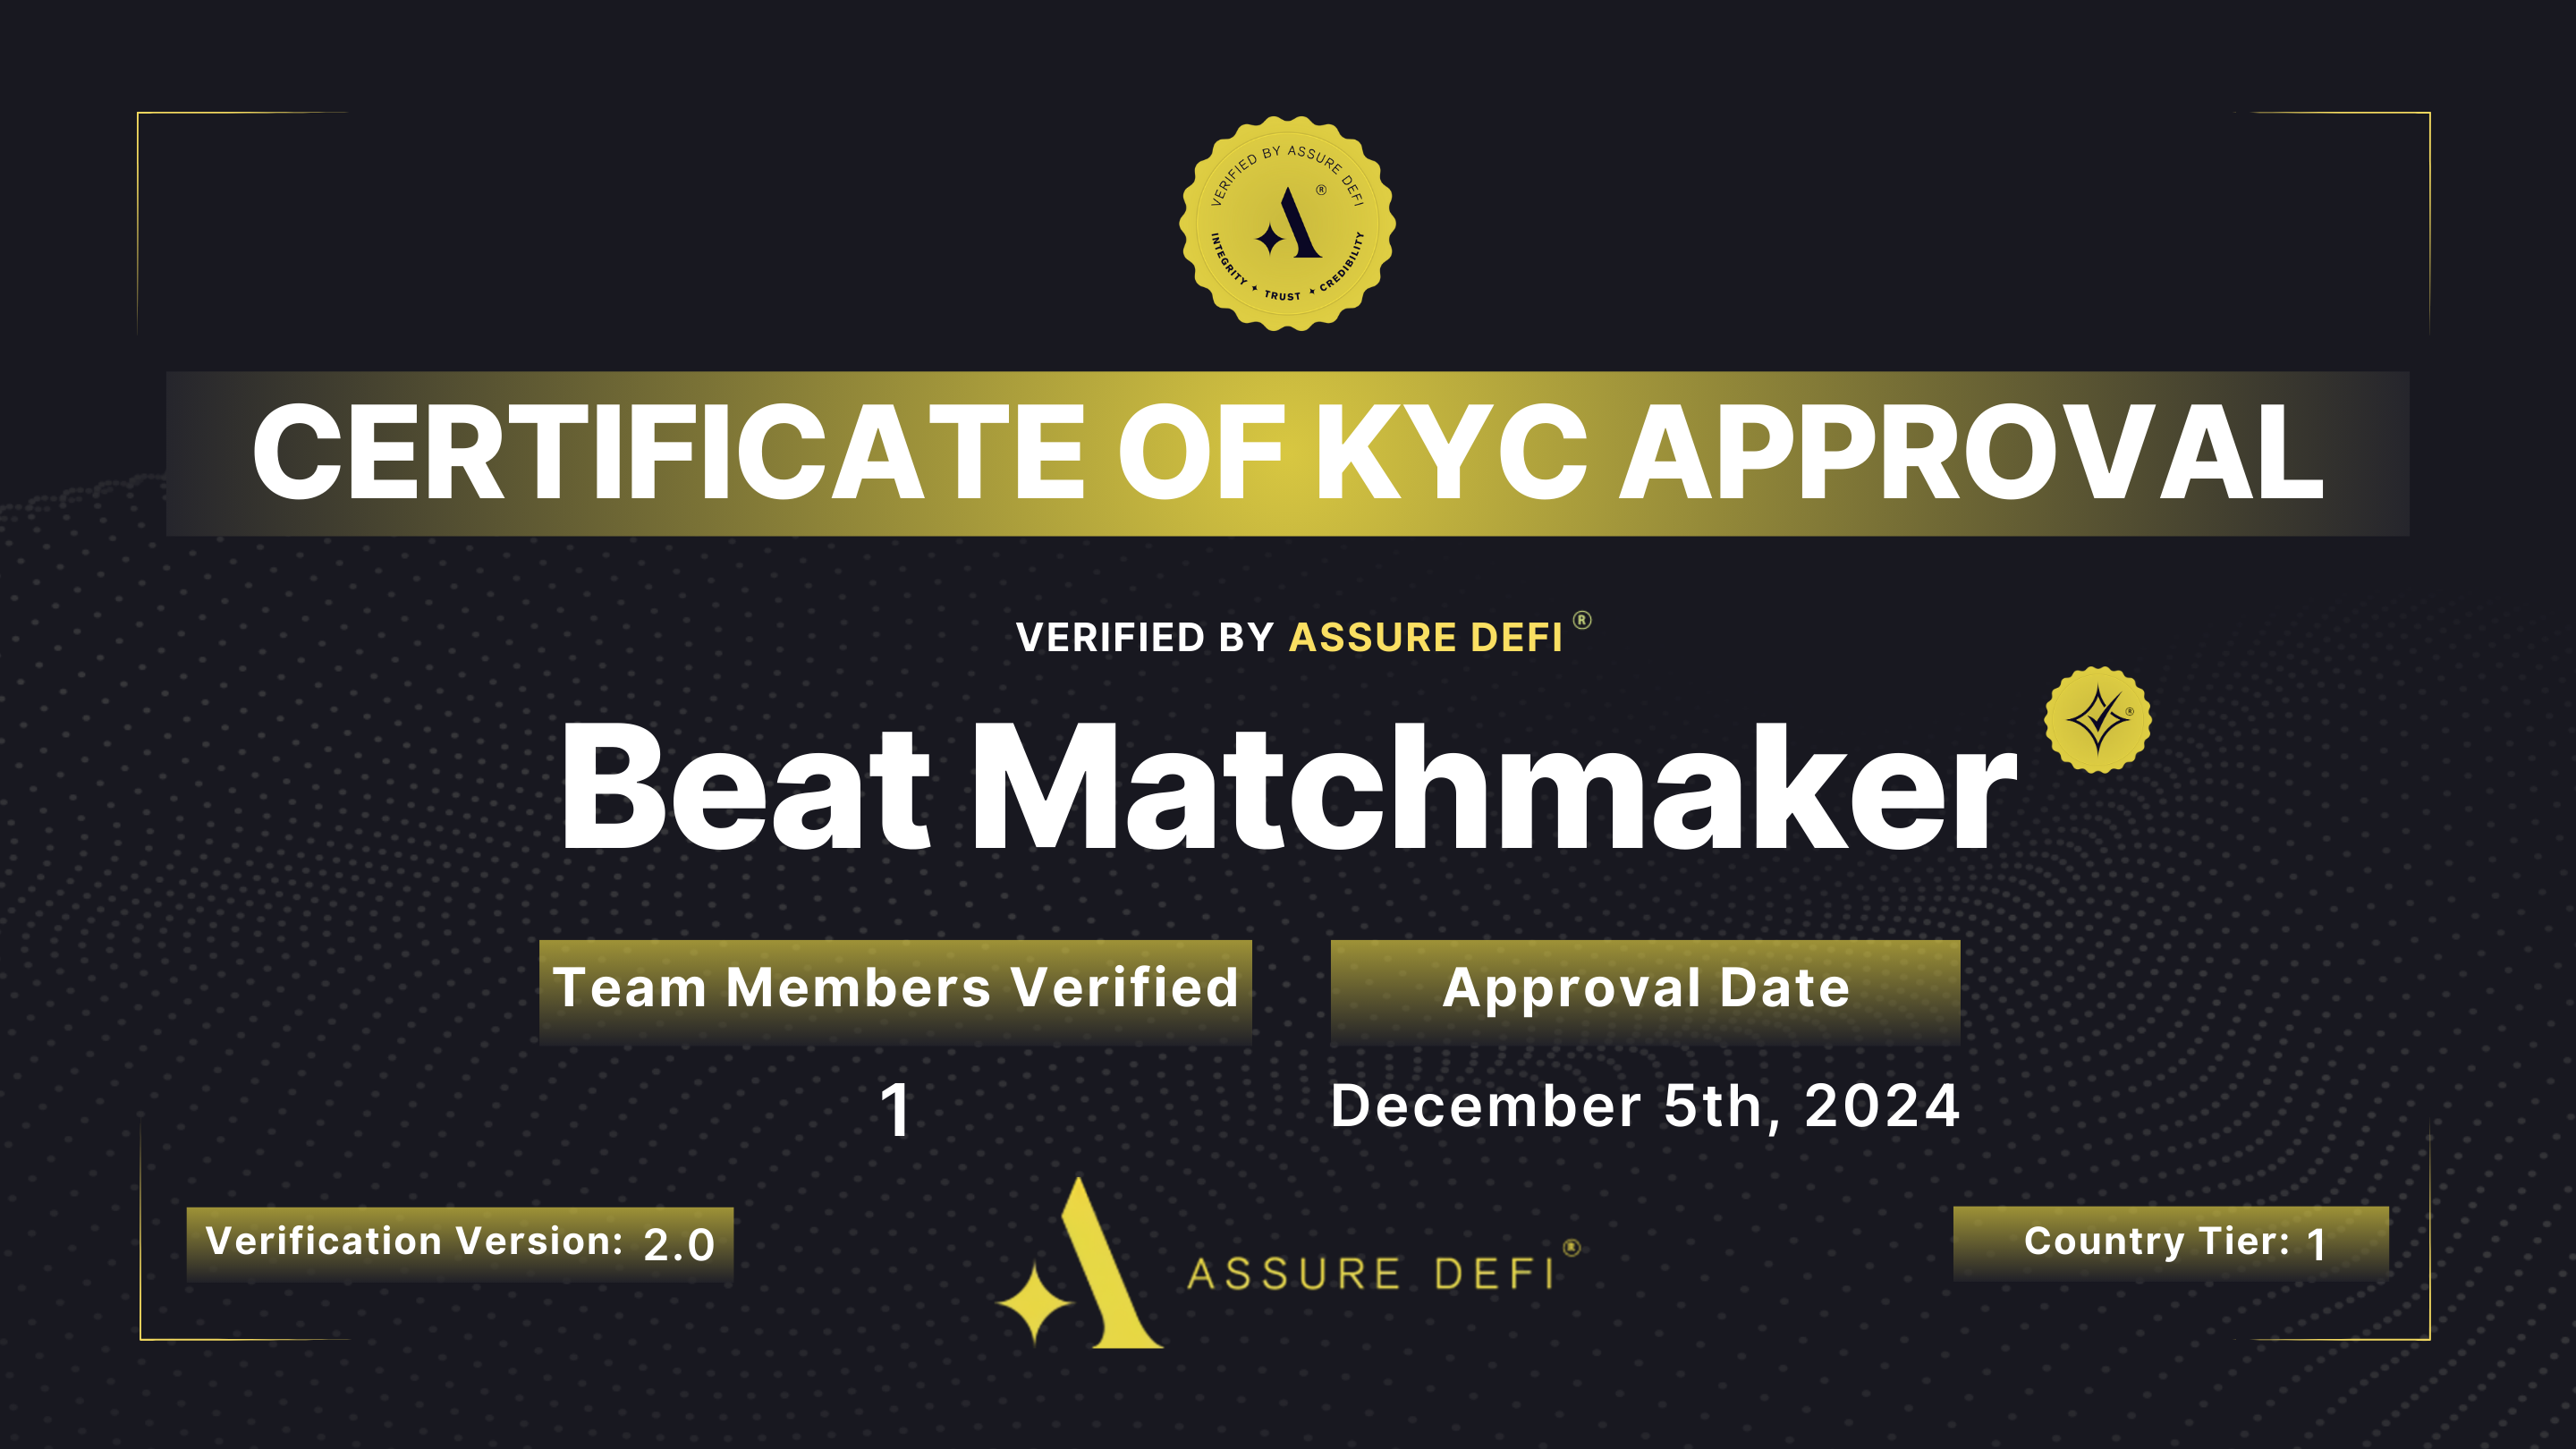 VERIFIED BY ASSURE DEFI
A ®
INTEGRITY ✦ TRUST ✦ CREDIBILITY
CERTIFICATE OF KYC APPROVAL
VERIFIED BY ASSURE DEFI ®
Beat Matchmaker
®
Team Members Verified
Approval Date
1
December 5th, 2024
Verification Version: 2.0
ASSURE DEFI ®
Country Tier: 1